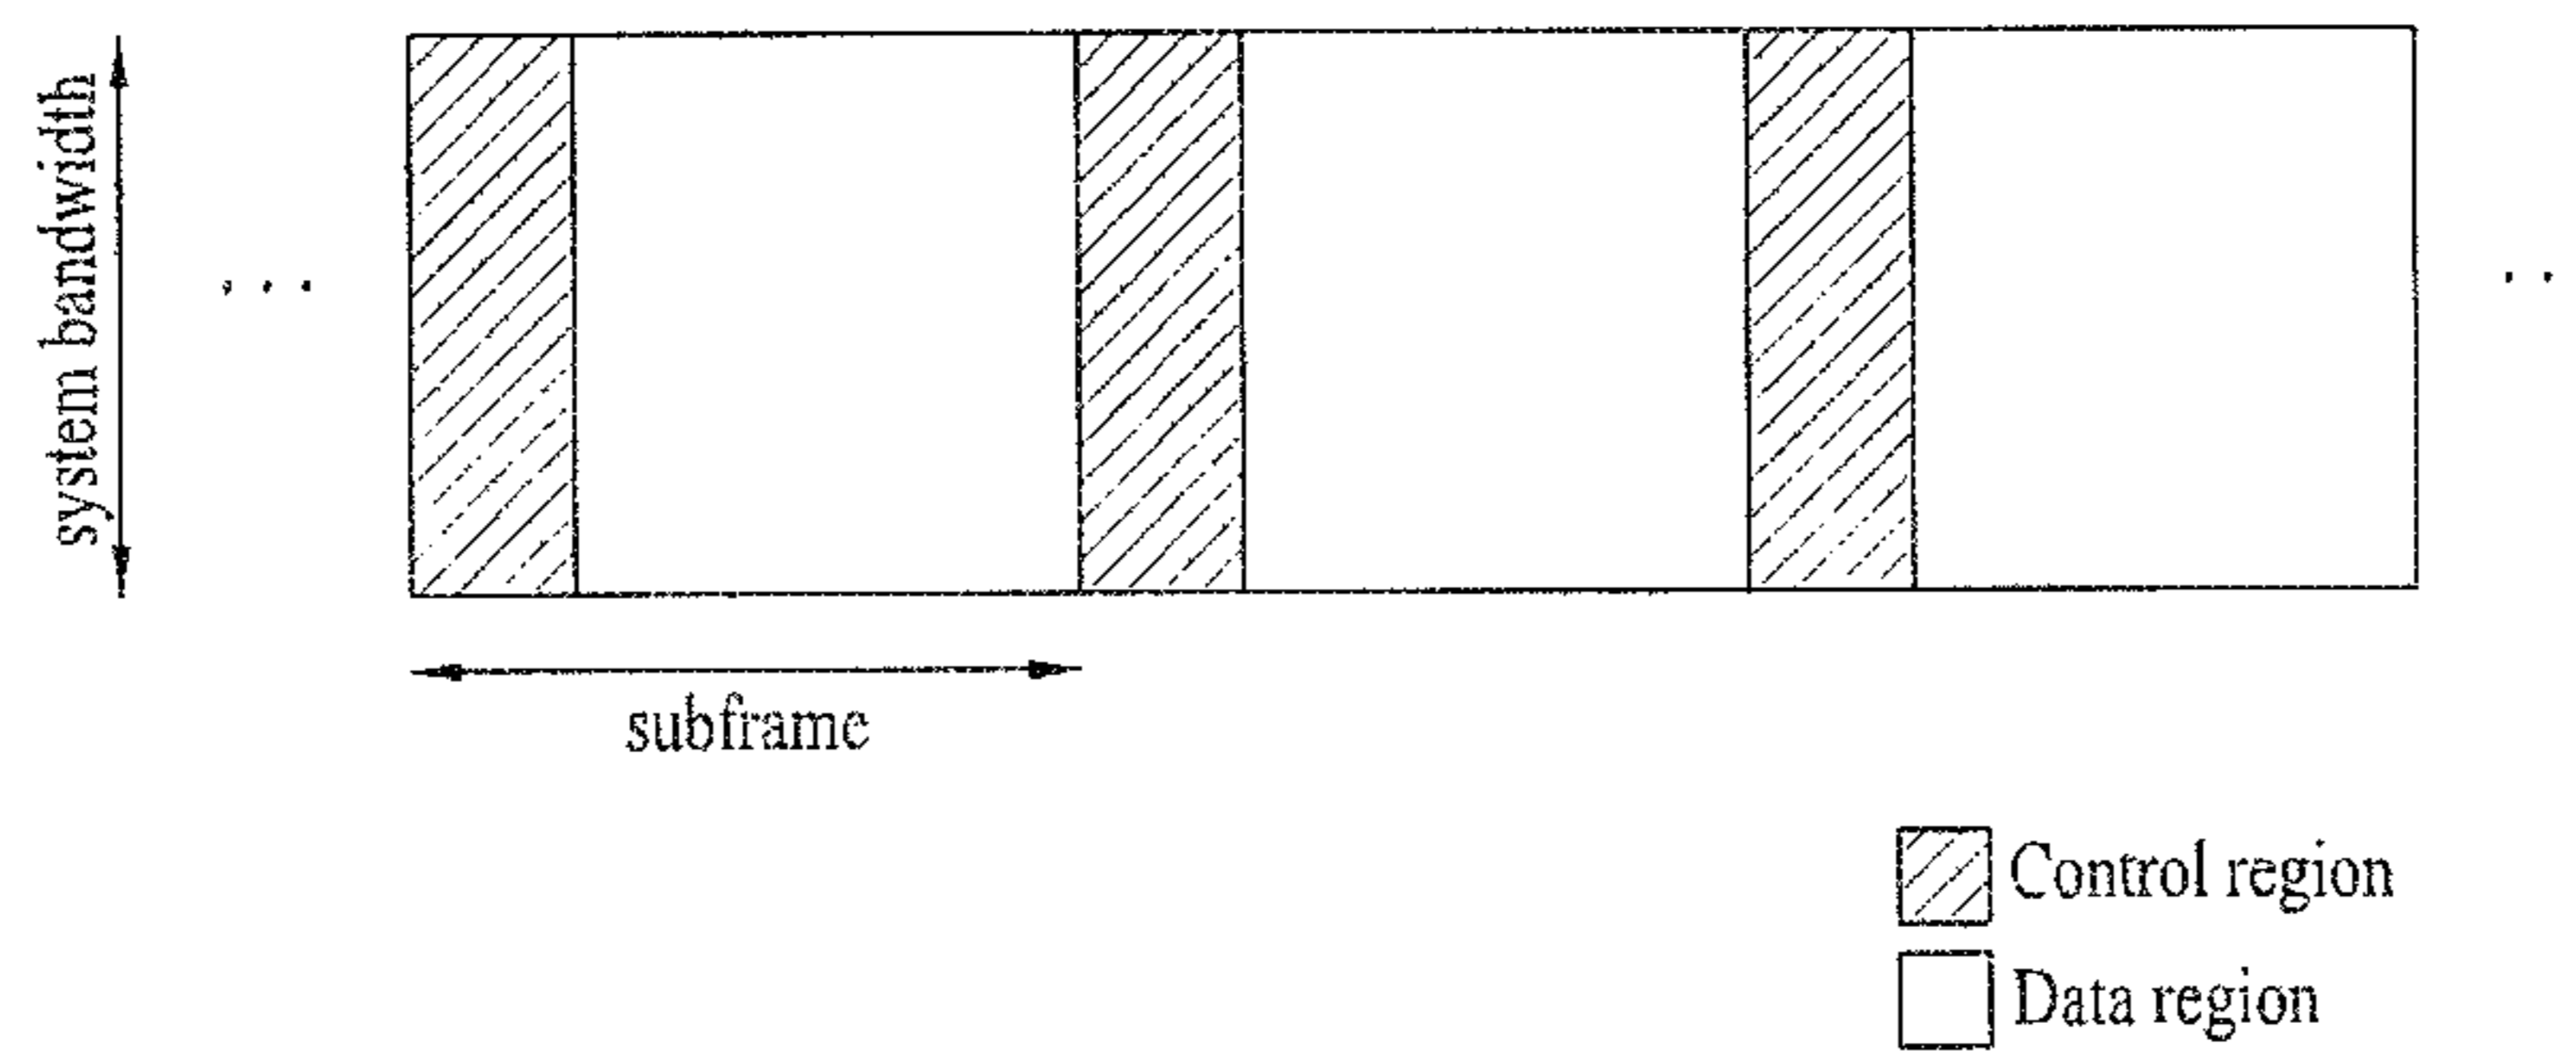 system bandwidth
. . .
. .
subframe
Control region
Data region